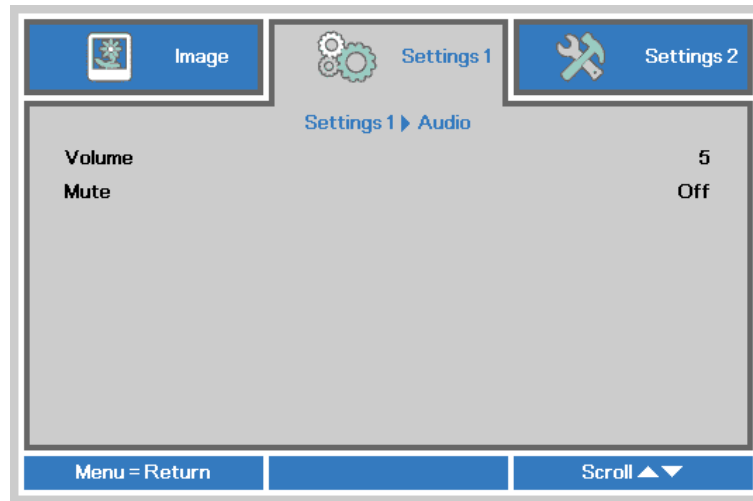 Image Settings 1 Settings 2
Settings 1 Audio
Volume 5
Mute Off
Menu = Return Scroll